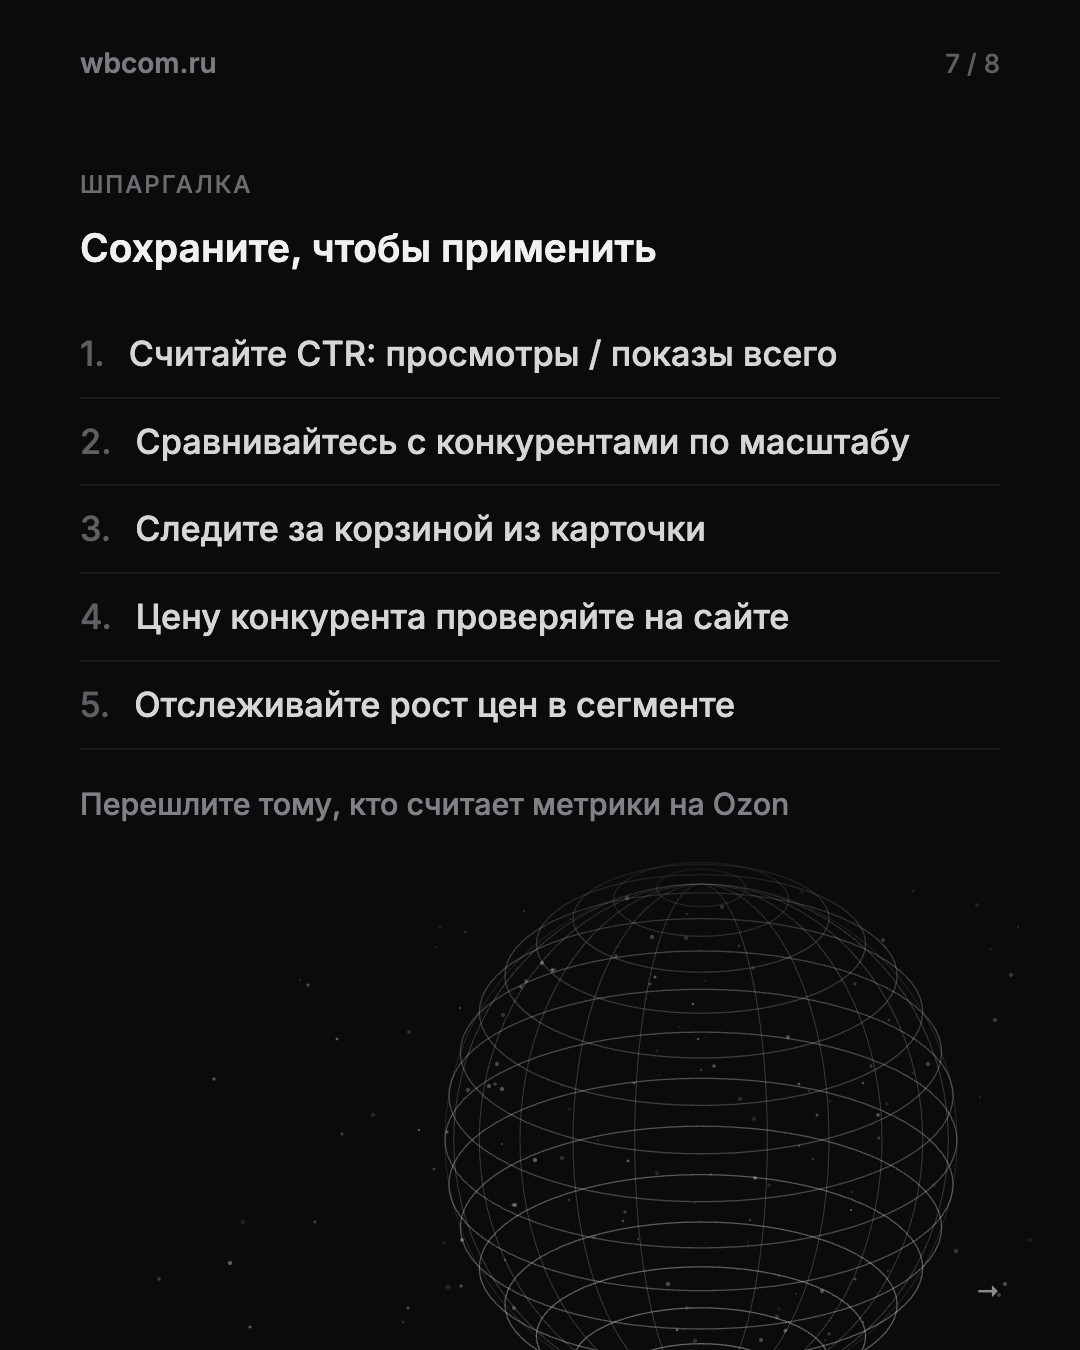 wbcom.ru
7 / 8
ШПАРГАЛКА
Сохраните, чтобы применить
1. Считайте CTR: просмотры / показы всего
2. Сравнивайтесь с конкурентами по масштабу
3. Следите за корзиной из карточки
4. Цену конкурента проверяйте на сайте
5. Отслеживайте рост цен в сегменте
Перешлите тому, кто считает метрики на Ozon
→